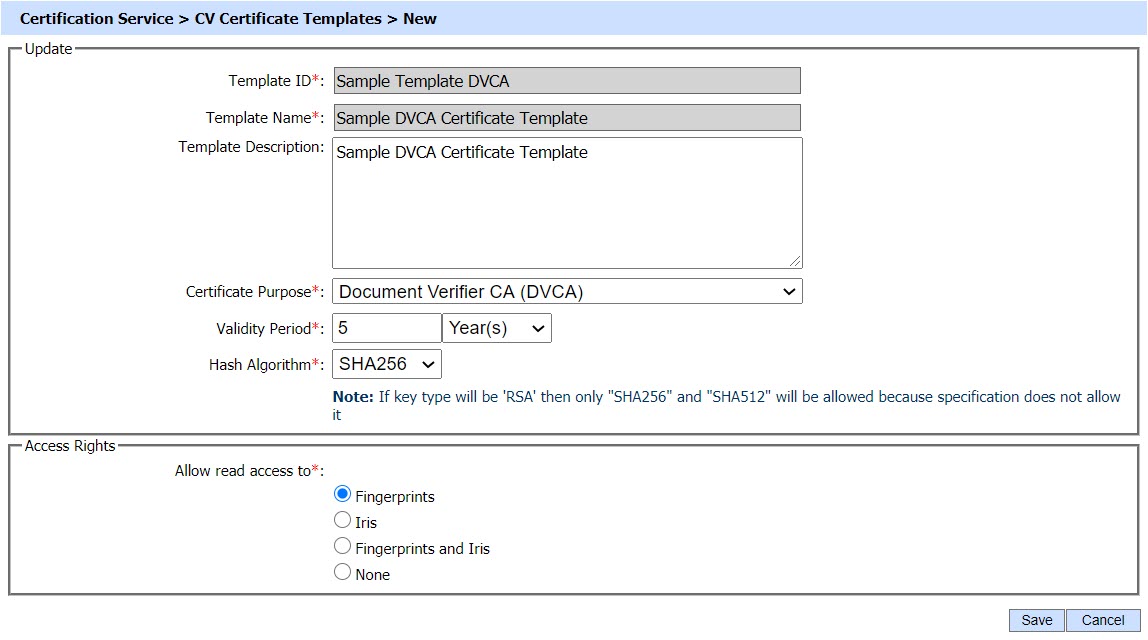 Certification Service > CV Certificate Templates > New
Update
Template ID*: Sample Template DVCA
Template Name*: Sample DVCA Certificate Template
Template Description: Sample DVCA Certificate Template
Certificate Purpose*: Document Verifier CA (DVCA)
Validity Period*: 5 Year(s)
Hash Algorithm*: SHA256
Note: If key type will be 'RSA' then only "SHA256" and "SHA512" will be allowed because specification does not allow
it
Access Rights
Allow read access to*:
Fingerprints
Iris
Fingerprints and Iris
None
Save Cancel